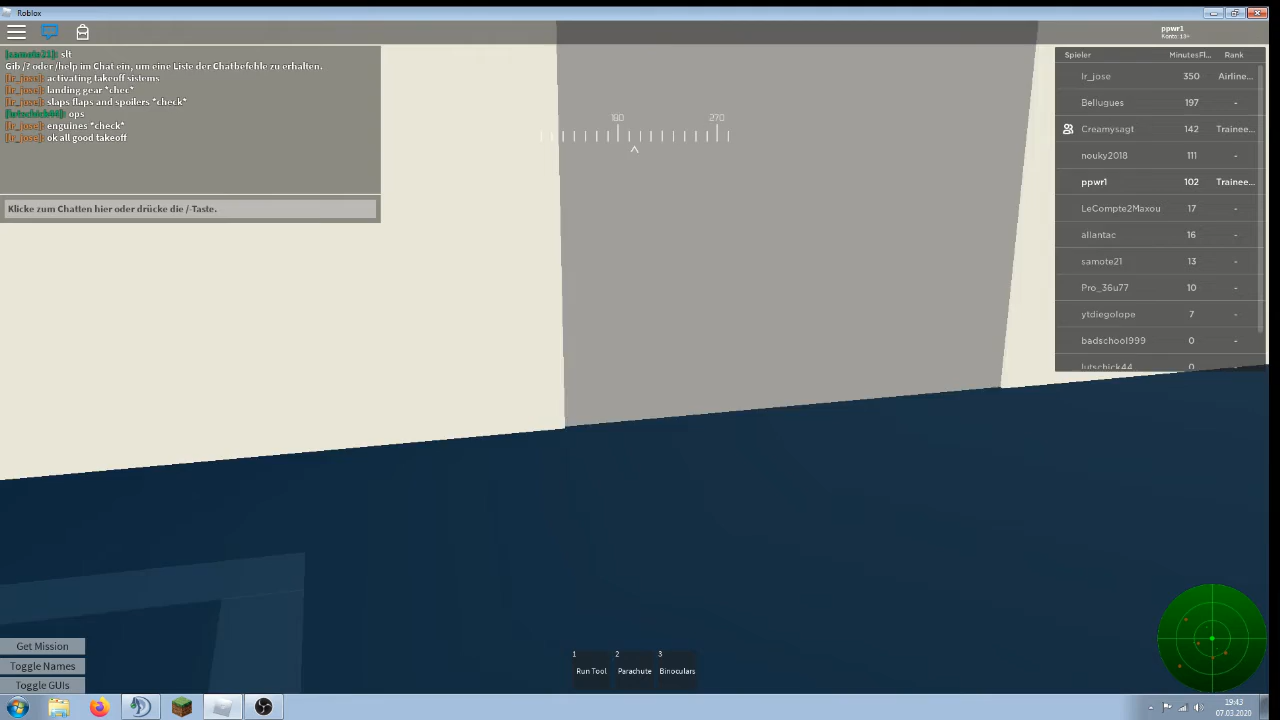 Roblox
ppwr1
Konto: 13+
[samote21]: slt
Gib /? oder /help im Chat ein, um eine Liste der Chatbefehle zu erhalten.
[lr_jose]: activating takeoff sistems
[lr_jose]: landing gear *chec*
[lr_jose]: slaps flaps and spoilers *check*
[lutschick44]: ops
[lr_jose]: enguines *check*
[lr_jose]: ok all good takeoff
Klicke zum Chatten hier oder drücke die /-Taste.
180 270
Spieler MinutesFl... Rank
lr_jose 350 Airline...
Bellugues 197 -
Creamysagt 142 Trainee...
nouky2018 111 -
ppwr1 102 Trainee...
LeCompte2Maxou 17 -
allantac 16 -
samote21 13 -
Pro_36u77 10 -
ytdiegolope 7 -
badschool999 0 -
lutschick44 0 -
Get Mission
Toggle Names
Toggle GUIs
1 2 3
Run Tool Parachute Binoculars
19:43
07.03.2020